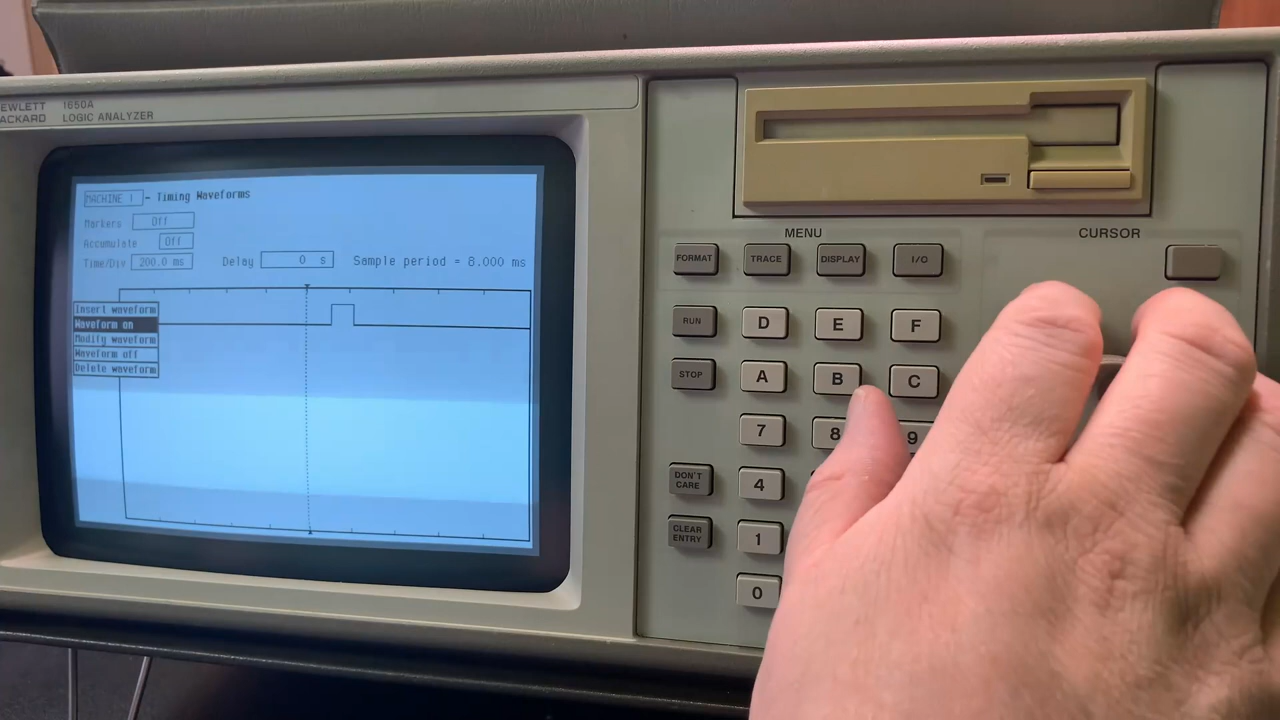 EWLETT
ACKARD
1650A
LOGIC ANALYZER
MACHINE 1 - Timing Waveforms
Markers Off
Accumulate Off
Time/Div 200.0 ms Delay 0 s Sample period = 8.000 ms
Insert waveform
Waveform on
Modify waveform
Waveform off
Delete waveform
MENU
CURSOR
FORMAT TRACE DISPLAY I/O
RUN D E F
STOP A B C
7 8 9
DON'T
CARE
4
CLEAR
ENTRY
1
0